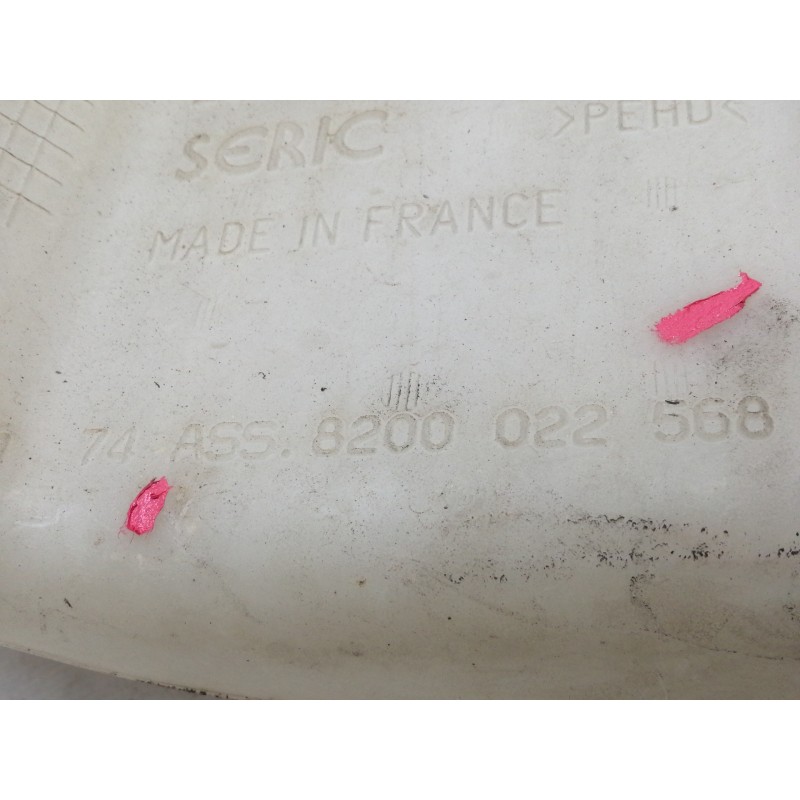 SERIC
>PEHD<
MADE IN FRANCE
74 ASS. 8200 022 568